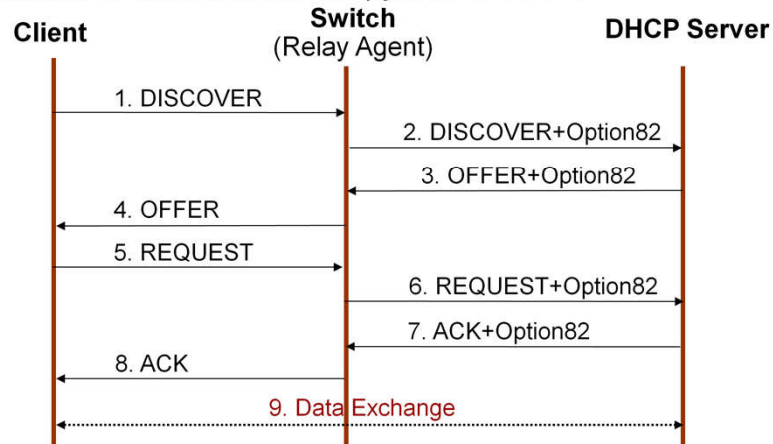 Client
Switch
(Relay Agent)
DHCP Server
1. DISCOVER
2. DISCOVER+Option82
3. OFFER+Option82
4. OFFER
5. REQUEST
6. REQUEST+Option82
7. ACK+Option82
8. ACK
9. Data Exchange